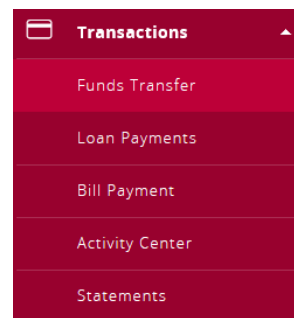 Transactions
Funds Transfer
Loan Payments
Bill Payment
Activity Center
Statements